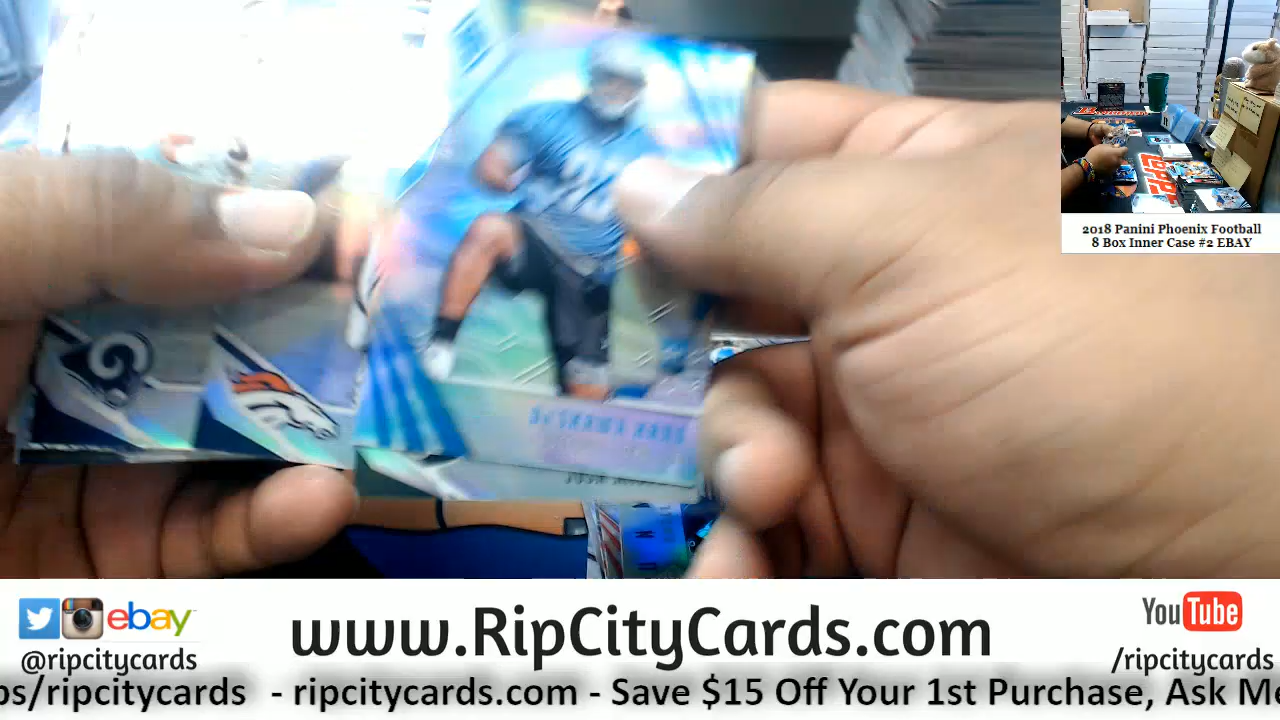 2018 Panini Phoenix Football
8 Box Inner Case #2 EBAY
TOPPS
ebay
@ripcitycards
www.RipCityCards.com
YouTube
/ripcitycards
ps/ripcitycards - ripcitycards.com - Save $15 Off Your 1st Purchase, Ask Me